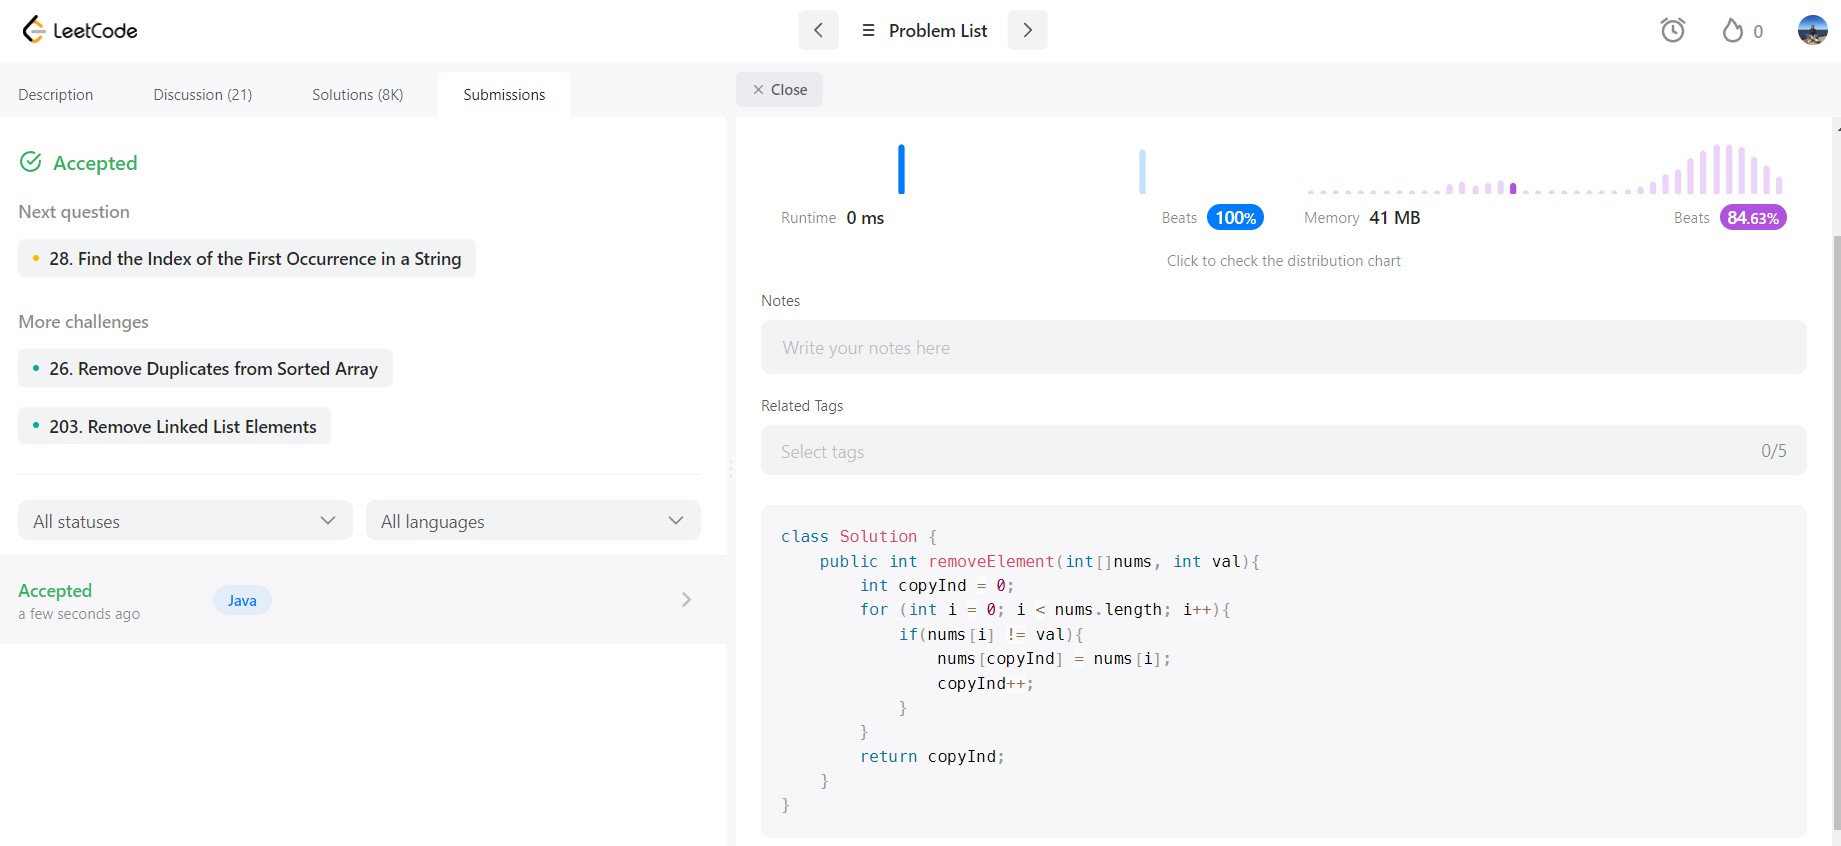 LeetCode
Problem List
0
Description
Discussion (21)
Solutions (8K)
Submissions
Close
Accepted
Next question
28. Find the Index of the First Occurrence in a String
More challenges
26. Remove Duplicates from Sorted Array
203. Remove Linked List Elements
All statuses
All languages
Accepted
a few seconds ago
Java
Runtime 0 ms
Beats 100%
Memory 41 MB
Beats 84.63%
Click to check the distribution chart
Notes
Write your notes here
Related Tags
Select tags
0/5
class Solution {
    public int removeElement(int[]nums, int val){
        int copyInd = 0;
        for (int i = 0; i < nums.length; i++){
            if(nums[i] != val){
                nums[copyInd] = nums[i];
                copyInd++;
            }
        }
        return copyInd;
    }
}